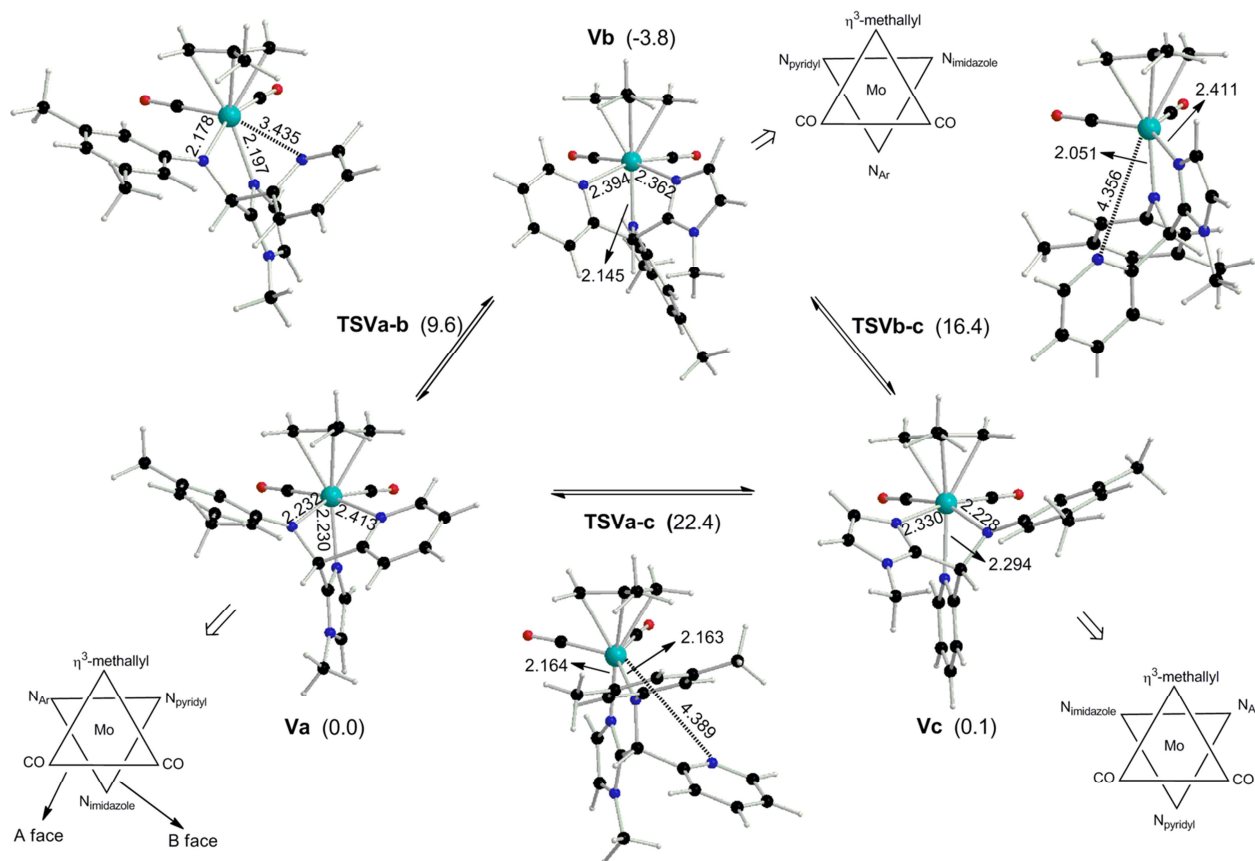 Vb (-3.8)
η³-methallyl
Npyridyl
Nimidazole
Mo
CO
CO
NAr
2.178
3.435
2.197
2.394
2.362
2.145
2.411
2.051
4.356
TSVa-b (9.6)
TSVb-c (16.4)
2.232
2.230
2.413
TSVa-c (22.4)
2.330
2.228
2.294
2.163
2.164
4.389
Va (0.0)
Vc (0.1)
η³-methallyl
NAr
Npyridyl
Mo
CO
CO
Nimidazole
A face
B face
η³-methallyl
Nimidazole
NA
Mo
CO
CO
Npyridyl